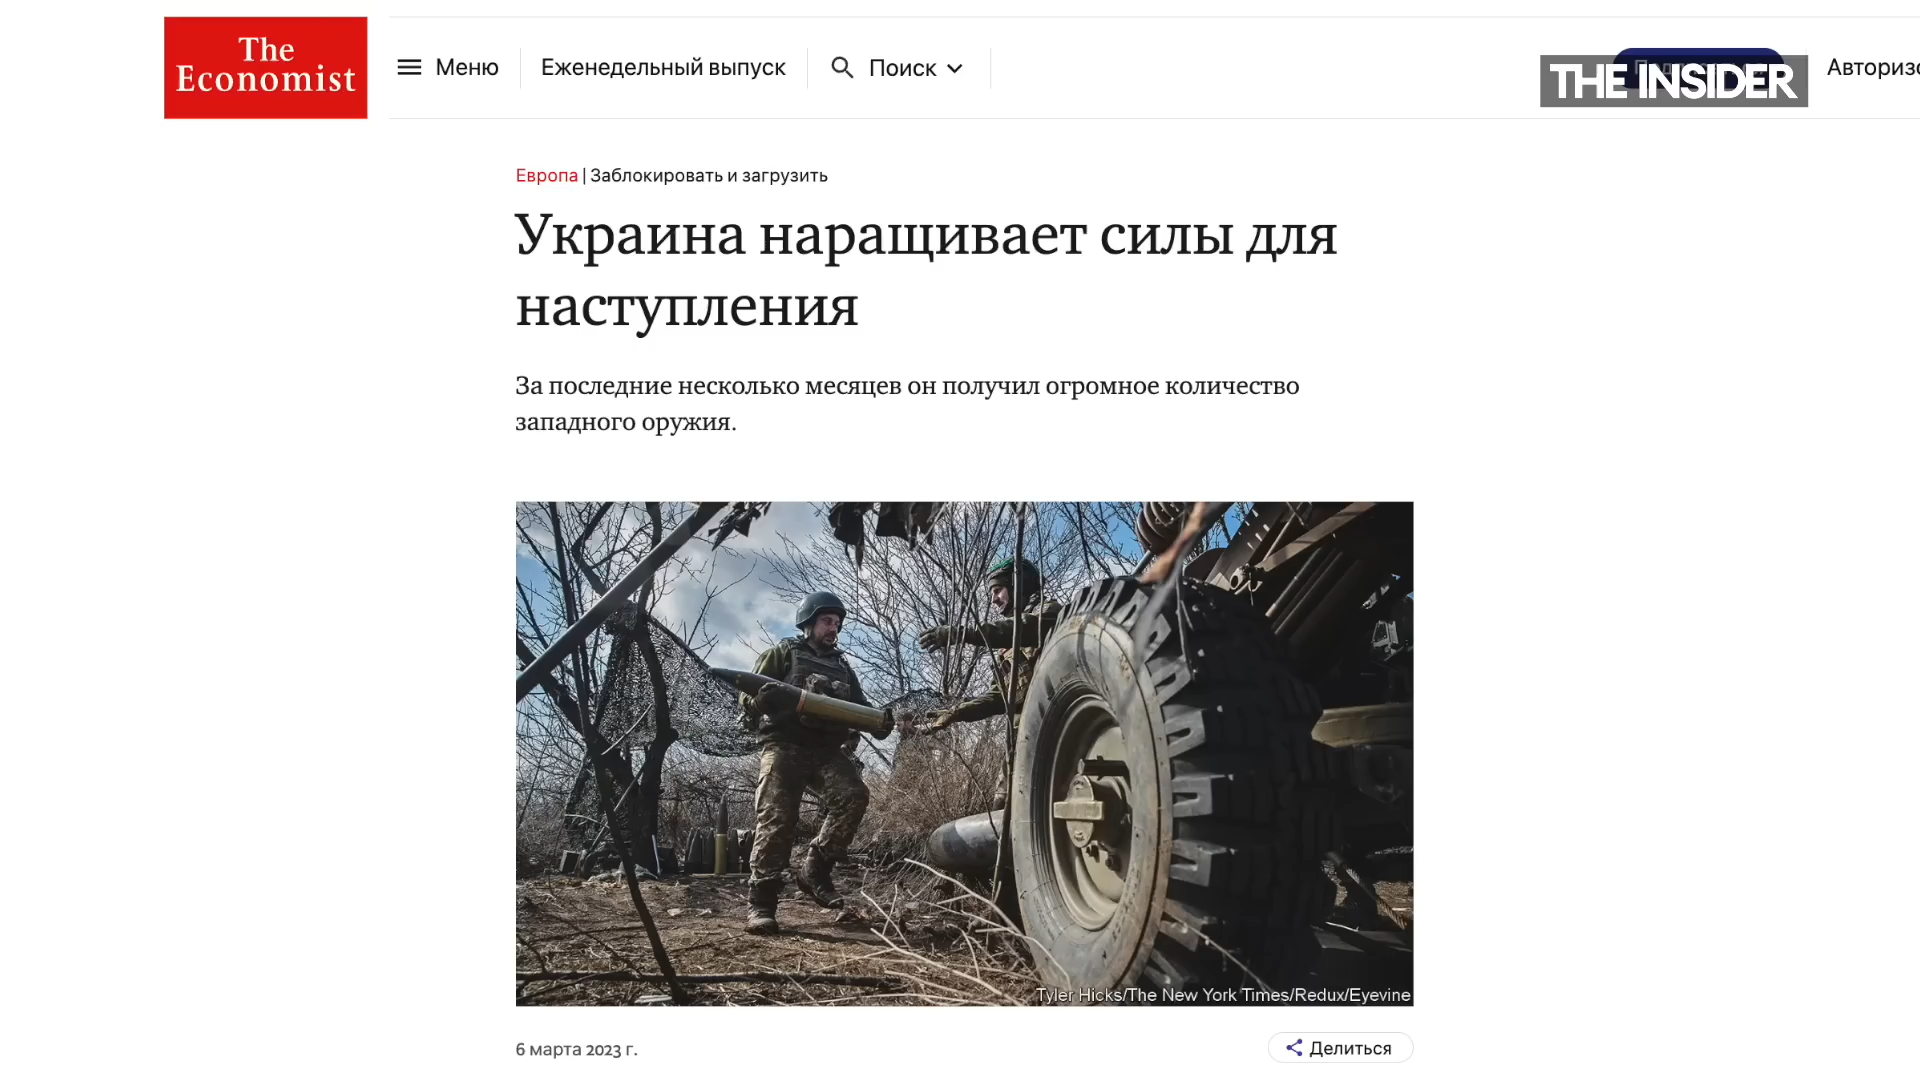 The
Economist
Меню
Еженедельный выпуск
Поиск
THE INSIDER
Европа | Заблокировать и загрузить
Украина наращивает силы для
наступления
За последние несколько месяцев он получил огромное количество
западного оружия.
Tyler Hicks/The New York Times/Redux/Eyevine
6 марта 2023 г.
Делиться